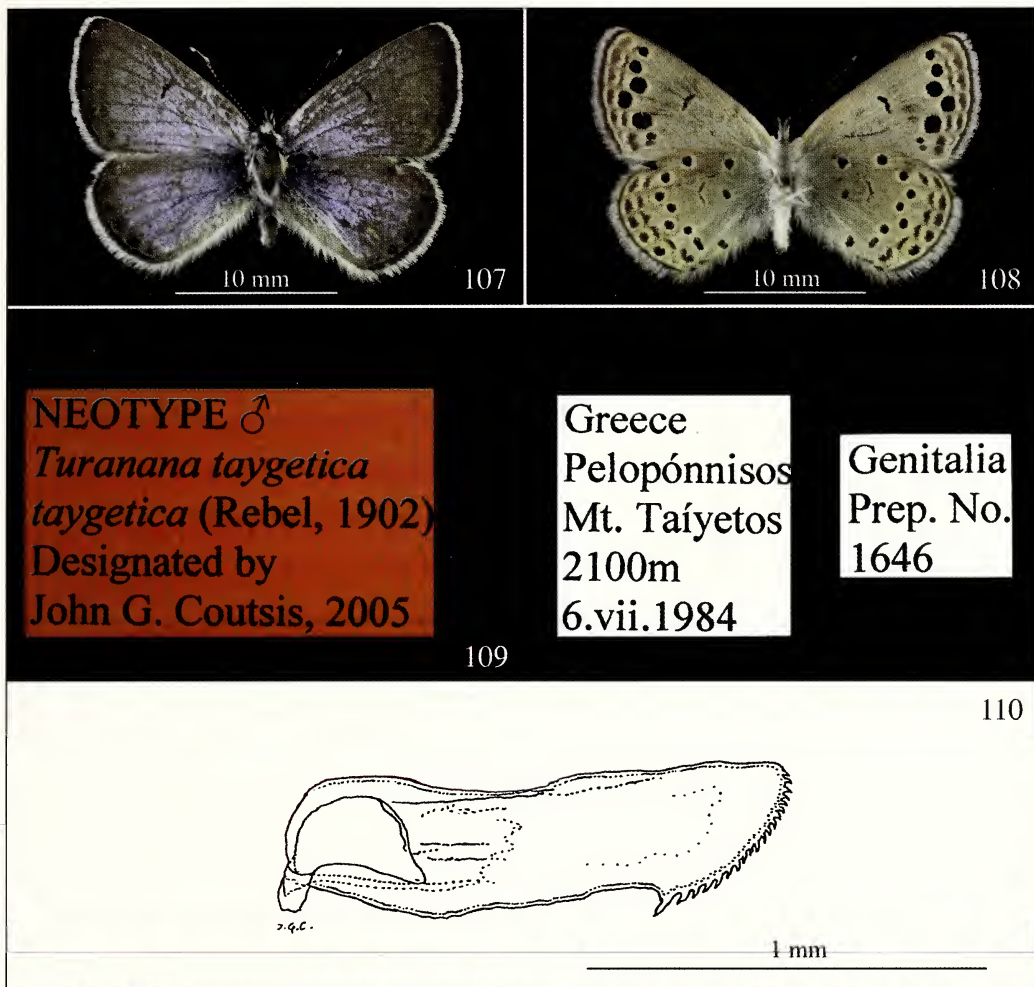 10 mm
107
10 mm
108
NEOTYPE ♂
Turanana taygetica
taygetica (Rebel, 1902)
Designated by
John G. Coutsis, 2005
Greece
Pelopónnisos
Mt. Taíyetos
2100m
6.vii.1984
Genitalia
Prep. No.
1646
109
110
J.G.C.
1 mm